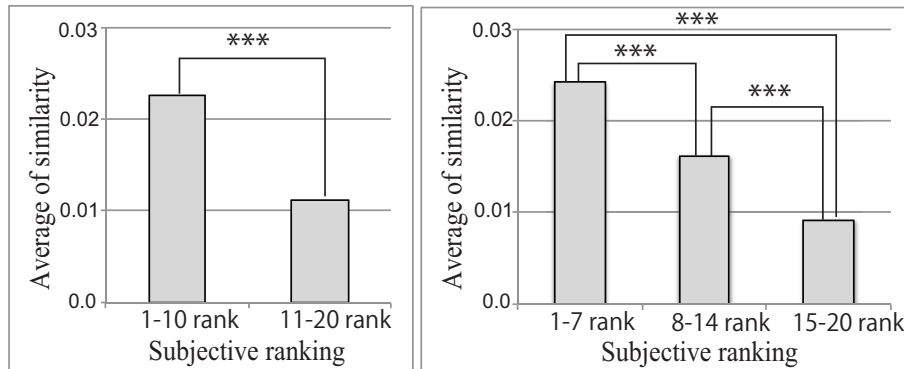 Average of similarity
0.03
0.02
0.01
0.0
***
1-10 rank
11-20 rank
Subjective ranking
Average of similarity
0.03
0.02
0.01
0.0
***
***
***
1-7 rank
8-14 rank
15-20 rank
Subjective ranking